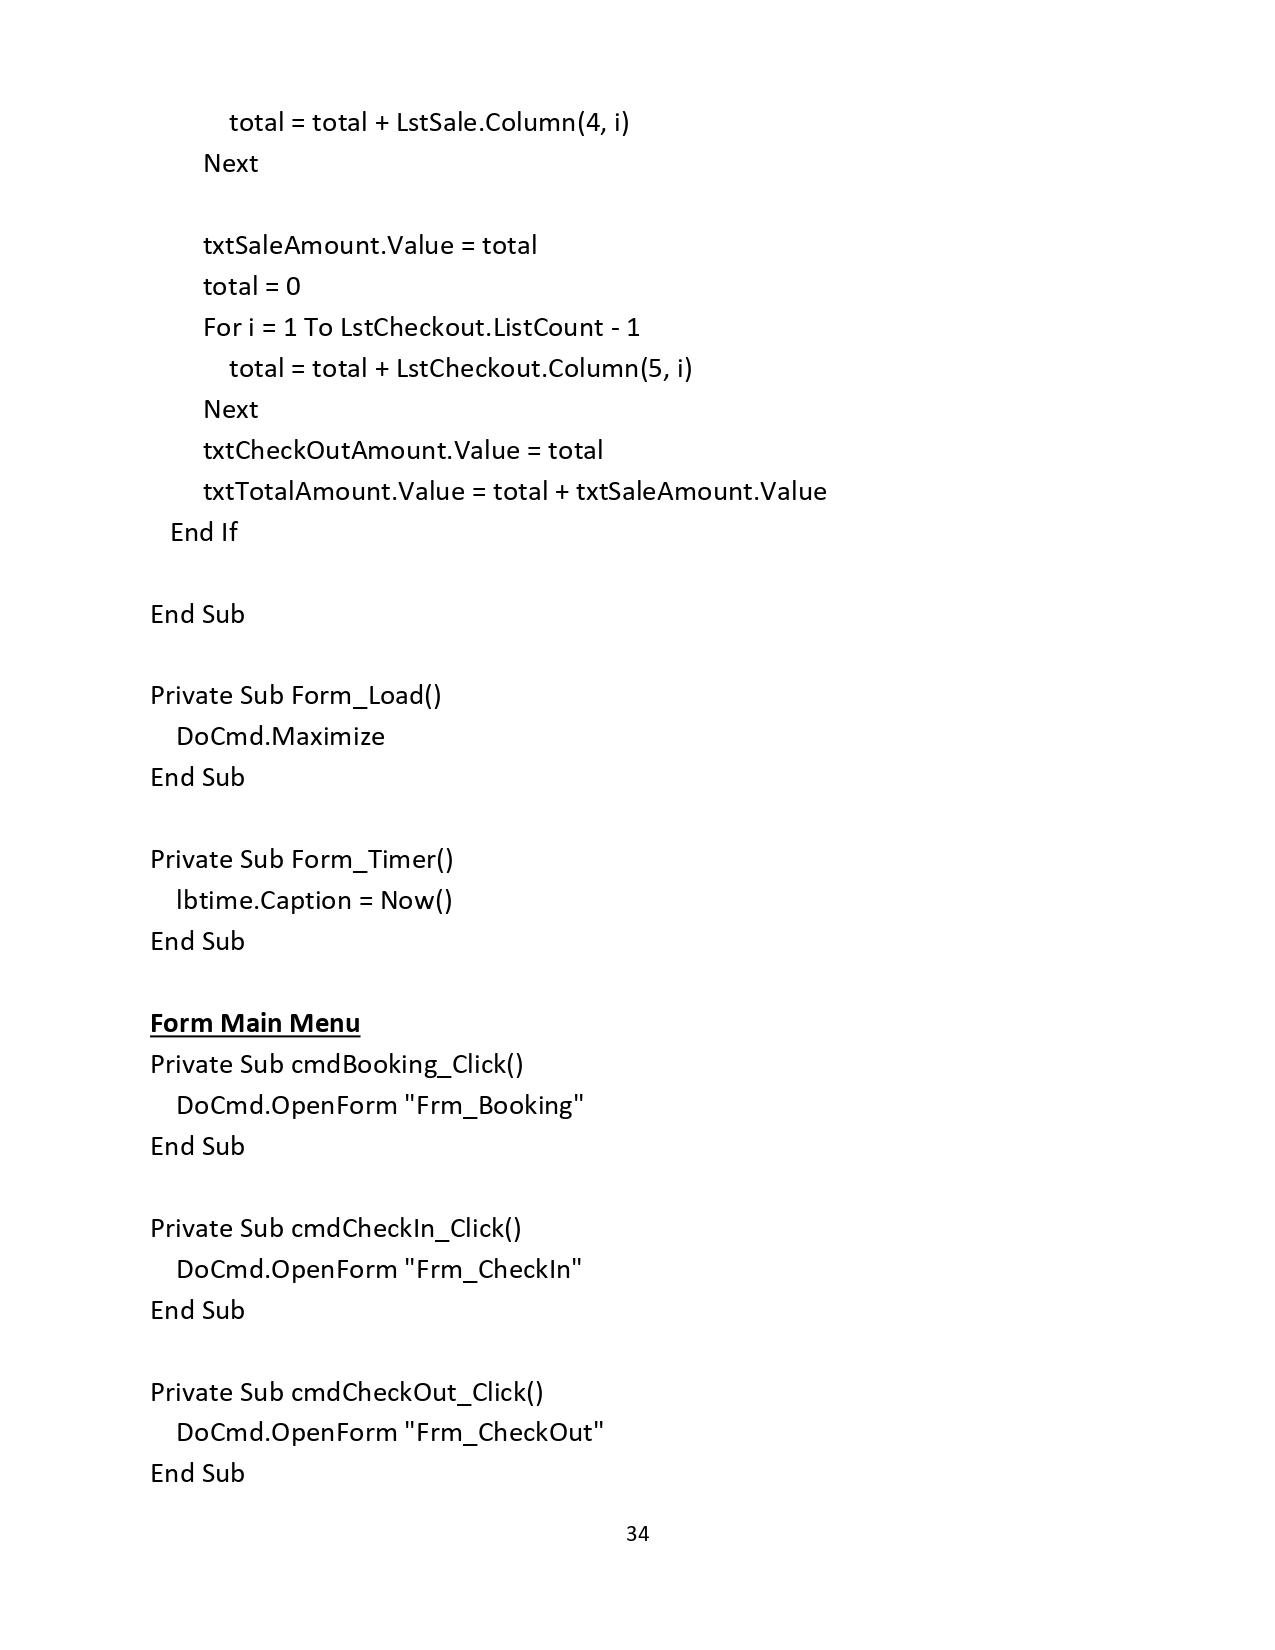 total = total + LstSale.Column(4, i)
Next
txtSaleAmount.Value = total
total = 0
For i = 1 To LstCheckout.ListCount - 1
total = total + LstCheckout.Column(5, i)
Next
txtCheckOutAmount.Value = total
txtTotalAmount.Value = total + txtSaleAmount.Value
End If
End Sub
Private Sub Form_Load()
DoCmd.Maximize
End Sub
Private Sub Form_Timer()
lbtime.Caption = Now()
End Sub
Form Main Menu
Private Sub cmdBooking_Click()
DoCmd.OpenForm "Frm_Booking"
End Sub
Private Sub cmdCheckIn_Click()
DoCmd.OpenForm "Frm_CheckIn"
End Sub
Private Sub cmdCheckOut_Click()
DoCmd.OpenForm "Frm_CheckOut"
End Sub
34